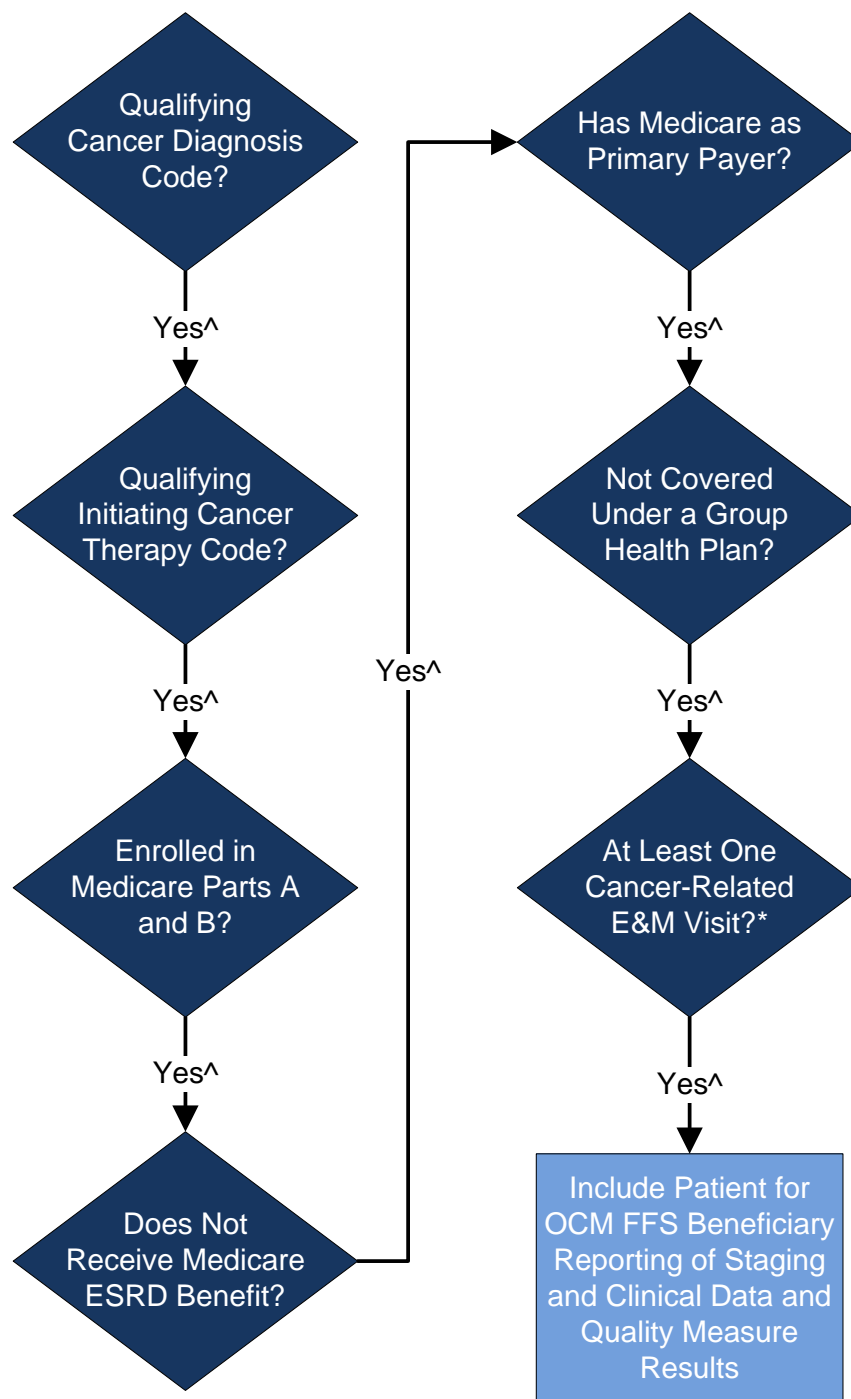 Qualifying
Cancer Diagnosis
Code?
Yes^
Qualifying
Initiating Cancer
Therapy Code?
Yes^
Enrolled in
Medicare Parts A
and B?
Yes^
Does Not
Receive Medicare
ESRD Benefit?
Yes^
Has Medicare as
Primary Payer?
Yes^
Not Covered
Under a Group
Health Plan?
Yes^
At Least One
Cancer-Related
E&M Visit?*
Yes^
Include Patient for
OCM FFS Beneficiary
Reporting of Staging
and Clinical Data and
Quality Measure
Results